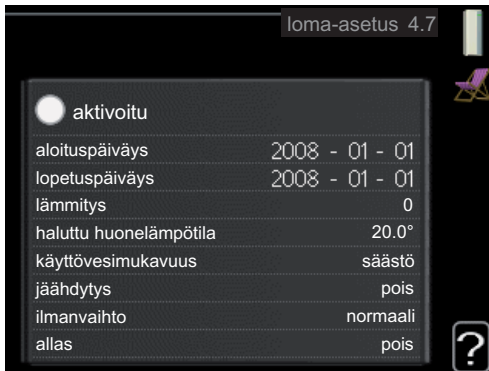 loma-asetus 4.7
aktivoitu
aloituspäiväys 2008 - 01 - 01
lopetuspäiväys 2008 - 01 - 01
lämmitys 0
haluttu huonelämpötila 20.0°
käyttövesimukavuus säästö
jäähdytys pois
ilmanvaihto normaali
allas pois
?